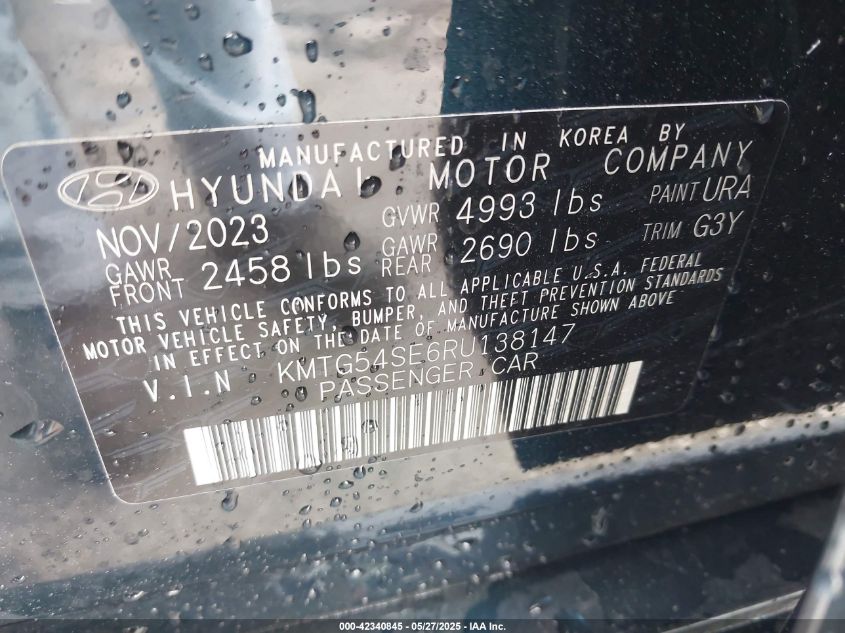 MANUFACTURED IN KOREA BY
HYUNDAI MOTOR COMPANY
NOV/2023 GVWR 4993 lbs PAINT URA
GAWR FRONT 2458 lbs GAWR REAR 2690 lbs TRIM G3Y
THIS VEHICLE CONFORMS TO ALL APPLICABLE U.S.A. FEDERAL
MOTOR VEHICLE SAFETY, BUMPER, AND THEFT PREVENTION STANDARDS
IN EFFECT ON THE DATE OF MANUFACTURE SHOWN ABOVE
V.I.N KMTG54SE6RU138147
PASSENGER CAR
000-42340845 - 05/27/2025 - IAA Inc.